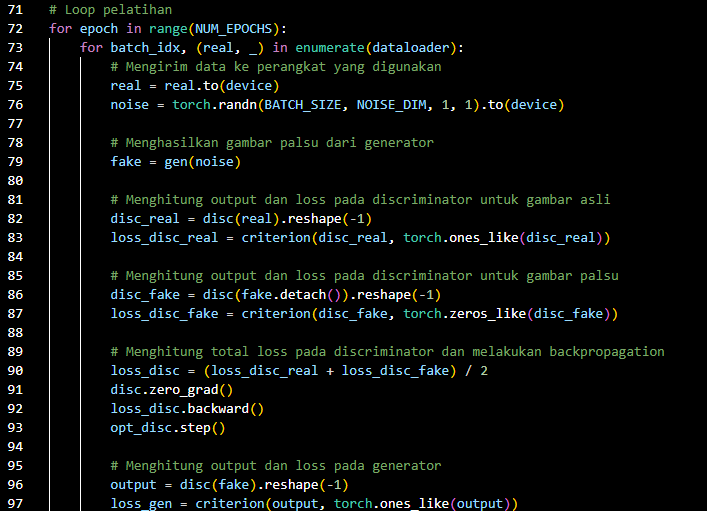 71 # Loop pelatihan
72 for epoch in range(NUM_EPOCHS):
73     for batch_idx, (real, _) in enumerate(dataloader):
74         # Mengirim data ke perangkat yang digunakan
75         real = real.to(device)
76         noise = torch.randn(BATCH_SIZE, NOISE_DIM, 1, 1).to(device)
77
78         # Menghasilkan gambar palsu dari generator
79         fake = gen(noise)
80
81         # Menghitung output dan loss pada discriminator untuk gambar asli
82         disc_real = disc(real).reshape(-1)
83         loss_disc_real = criterion(disc_real, torch.ones_like(disc_real))
84
85         # Menghitung output dan loss pada discriminator untuk gambar palsu
86         disc_fake = disc(fake.detach()).reshape(-1)
87         loss_disc_fake = criterion(disc_fake, torch.zeros_like(disc_fake))
88
89         # Menghitung total loss pada discriminator dan melakukan backpropagation
90         loss_disc = (loss_disc_real + loss_disc_fake) / 2
91         disc.zero_grad()
92         loss_disc.backward()
93         opt_disc.step()
94
95         # Menghitung output dan loss pada generator
96         output = disc(fake).reshape(-1)
97         loss_gen = criterion(output, torch.ones_like(output))